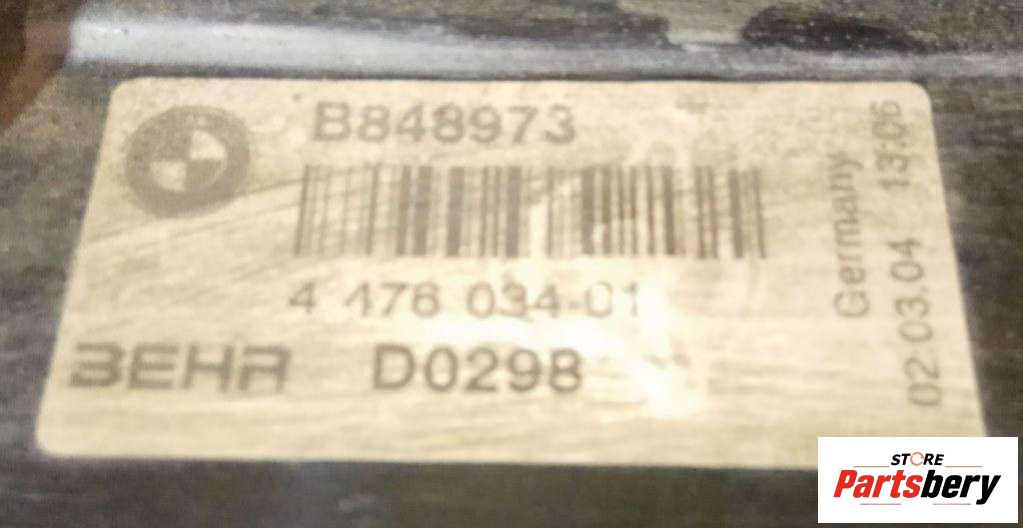 B848973
4 476 034-01
BEHR D0298
Germany
02.03.04 13:06
STORE
Partsbery